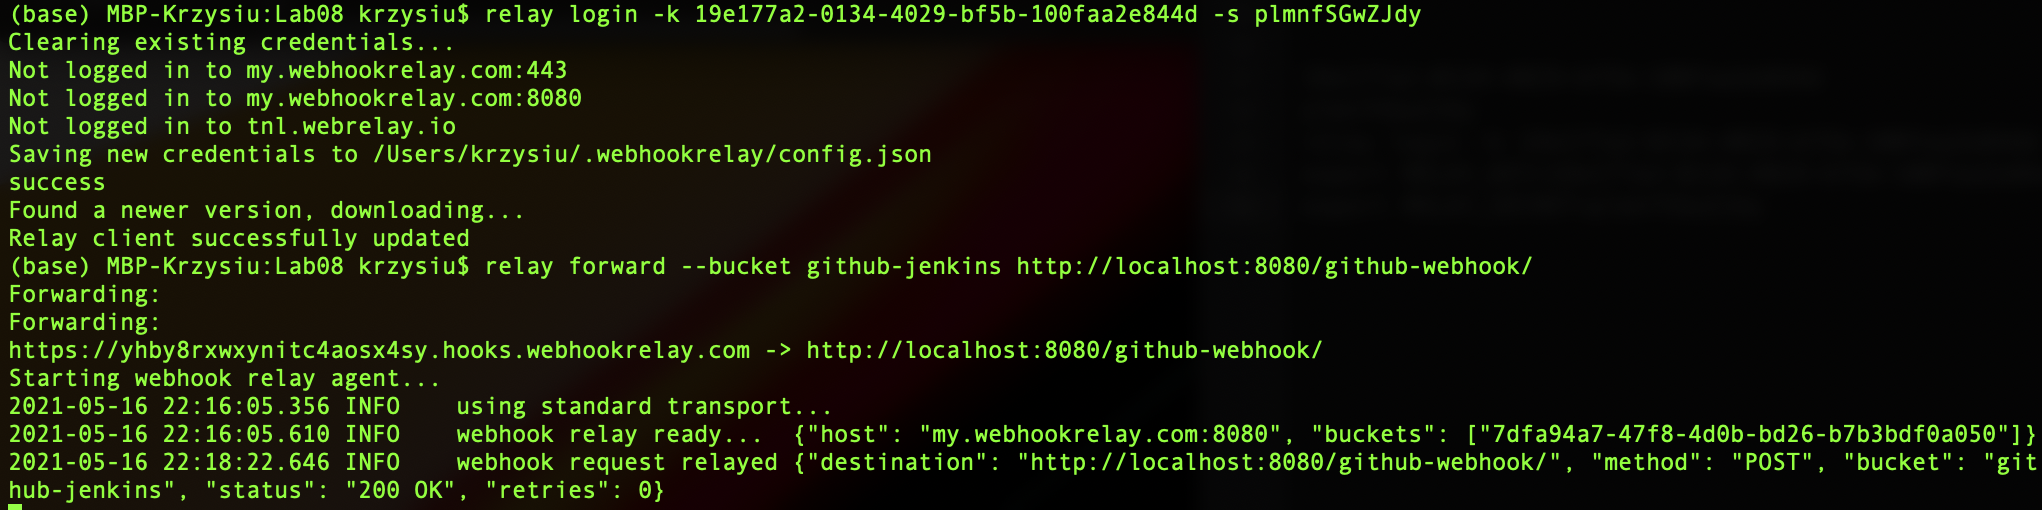 (base) MBP-Krzysiu:Lab08 krzysiu$ relay login -k 19e177a2-0134-4029-bf5b-100faa2e844d -s plmnfSGwZJdy
Clearing existing credentials...
Not logged in to my.webhookrelay.com:443
Not logged in to my.webhookrelay.com:8080
Not logged in to tnl.webrelay.io
Saving new credentials to /Users/krzysiu/.webhookrelay/config.json
success
Found a newer version, downloading...
Relay client successfully updated
(base) MBP-Krzysiu:Lab08 krzysiu$ relay forward --bucket github-jenkins http://localhost:8080/github-webhook/
Forwarding:
Forwarding:
https://yhby8rxwxynitc4aosx4sy.hooks.webhookrelay.com -> http://localhost:8080/github-webhook/
Starting webhook relay agent...
2021-05-16 22:16:05.356 INFO    using standard transport...
2021-05-16 22:16:05.610 INFO    webhook relay ready...  {"host": "my.webhookrelay.com:8080", "buckets": ["7dfa94a7-47f8-4d0b-bd26-b7b3bdf0a050"]}
2021-05-16 22:18:22.646 INFO    webhook request relayed {"destination": "http://localhost:8080/github-webhook/", "method": "POST", "bucket": "git
hub-jenkins", "status": "200 OK", "retries": 0}